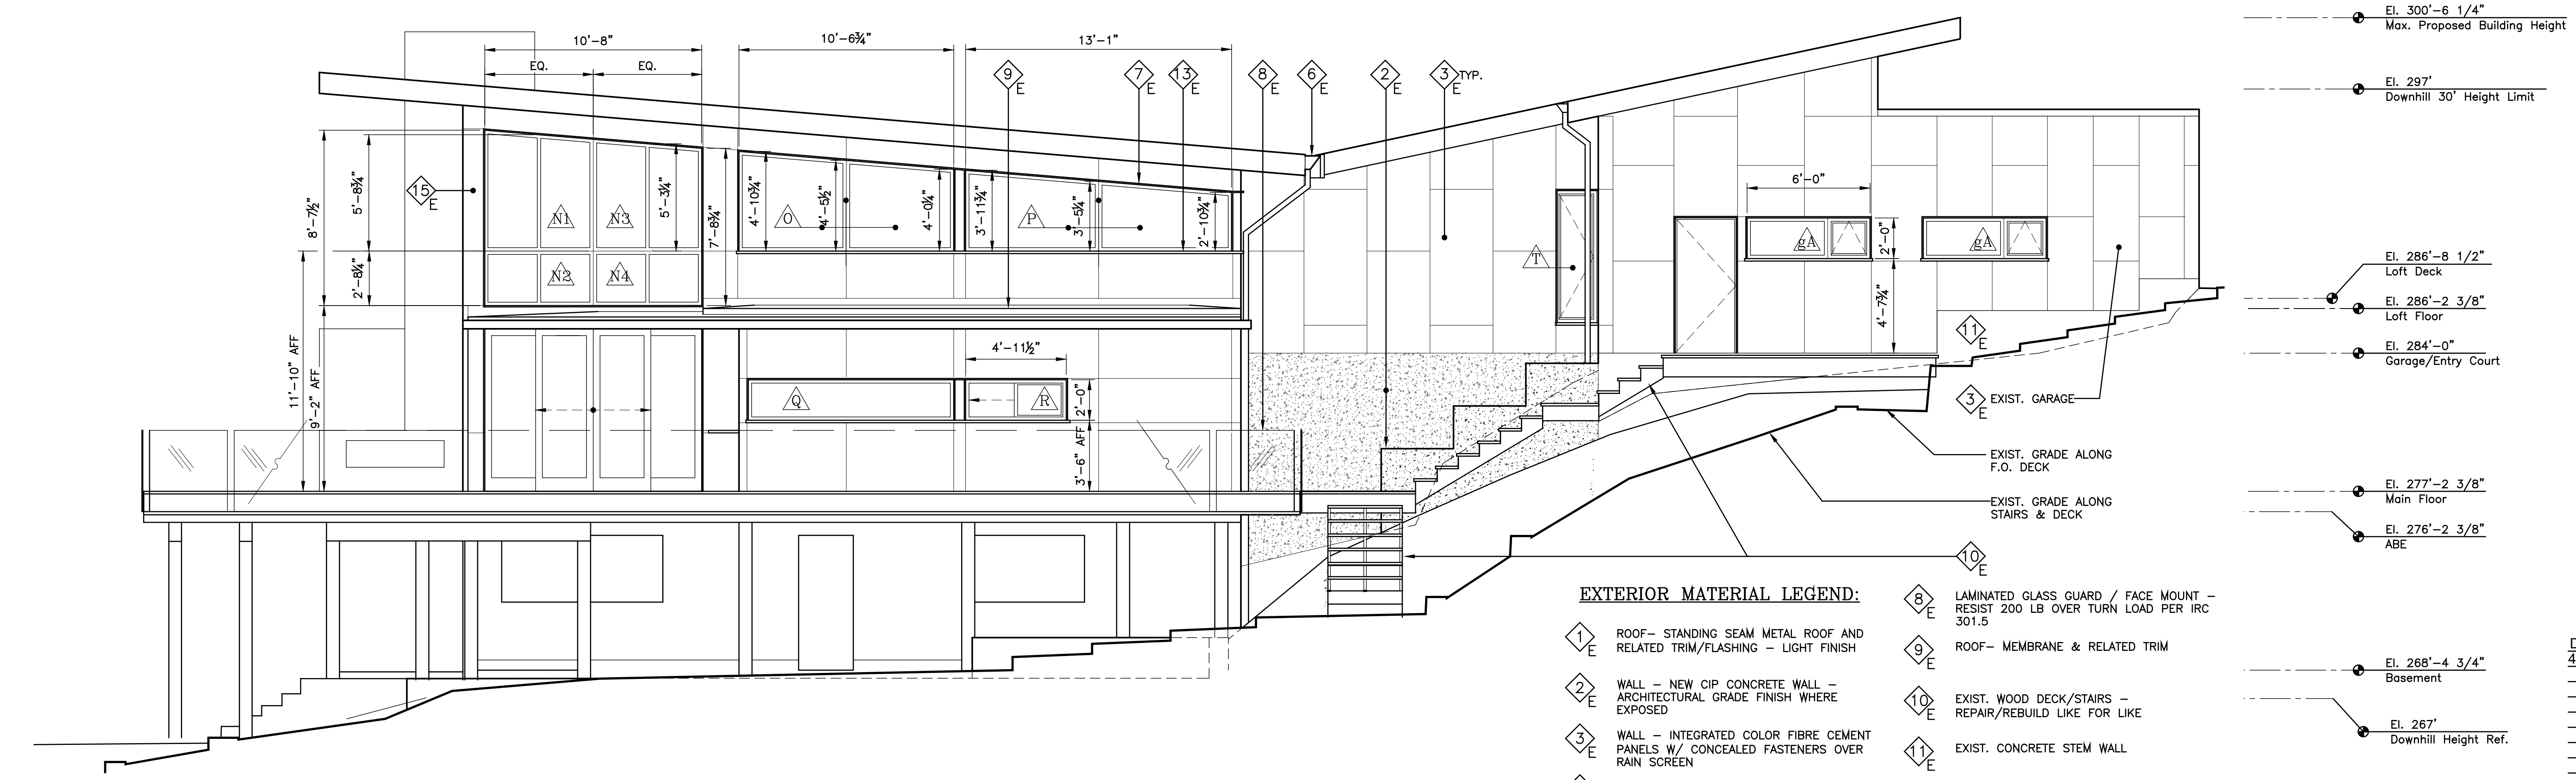 10'-8"
EQ.
EQ.
10'-6¾"
13'-1"
9
E
7
E
13
E
8
E
6
E
2
E
3
E
TYP.
15
E
8'-7½"
5'-8¾"
2'-8¼"
N1
N3
N2
N4
5'-3¼"
7'-8¾"
O
4'-10¾"
4'-5½"
4'-0¼"
3'-11¾"
P
3'-5¼"
2'-10¾"
T
6'-0"
gA
2'-0"
gA
4'-7¾"
11'-10" AFF
9'-2" AFF
4'-11½"
Q
R
2'-0"
3'-6" AFF
11
E
3
E
EXIST. GARAGE
EXIST. GRADE ALONG
F.O. DECK
EXIST. GRADE ALONG
STAIRS & DECK
10
E
El. 300'-6 1/4"
Max. Proposed Building Height
El. 297'
Downhill 30' Height Limit
El. 286'-8 1/2"
Loft Deck
El. 286'-2 3/8"
Loft Floor
El. 284'-0"
Garage/Entry Court
El. 277'-2 3/8"
Main Floor
El. 276'-2 3/8"
ABE
El. 268'-4 3/4"
Basement
El. 267'
Downhill Height Ref.
EXTERIOR MATERIAL LEGEND:
1
E
ROOF- STANDING SEAM METAL ROOF AND
RELATED TRIM/FLASHING - LIGHT FINISH
2
E
WALL - NEW CIP CONCRETE WALL -
ARCHITECTURAL GRADE FINISH WHERE
EXPOSED
3
E
WALL - INTEGRATED COLOR FIBRE CEMENT
PANELS W/ CONCEALED FASTENERS OVER
RAIN SCREEN
8
E
LAMINATED GLASS GUARD / FACE MOUNT -
RESIST 200 LB OVER TURN LOAD PER IRC
301.5
9
E
ROOF- MEMBRANE & RELATED TRIM
10
E
EXIST. WOOD DECK/STAIRS -
REPAIR/REBUILD LIKE FOR LIKE
11
E
EXIST. CONCRETE STEM WALL